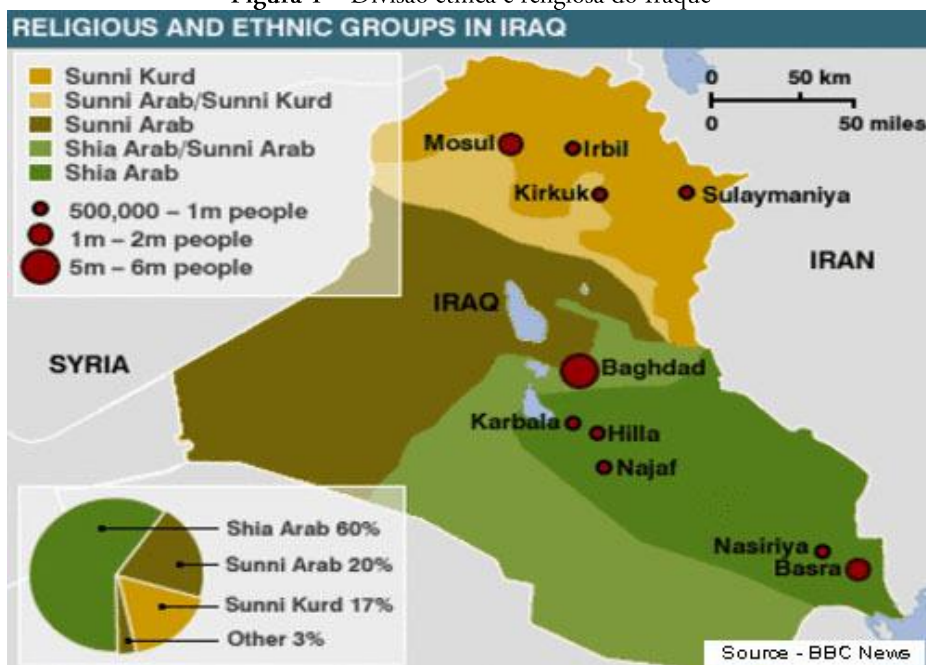 Figura 1 – Divisão étnica e religiosa do Iraque
RELIGIOUS AND ETHNIC GROUPS IN IRAQ
Sunni Kurd
Sunni Arab/Sunni Kurd
Sunni Arab
Shia Arab/Sunni Arab
Shia Arab
500,000 – 1m people
1m – 2m people
5m – 6m people
0 50 km
0 50 miles
Mosul
Irbil
Kirkuk
Sulaymaniya
IRAN
IRAQ
SYRIA
Baghdad
Karbala
Hilla
Najaf
Nasiriya
Basra
Shia Arab 60%
Sunni Arab 20%
Sunni Kurd 17%
Other 3%
Source - BBC News